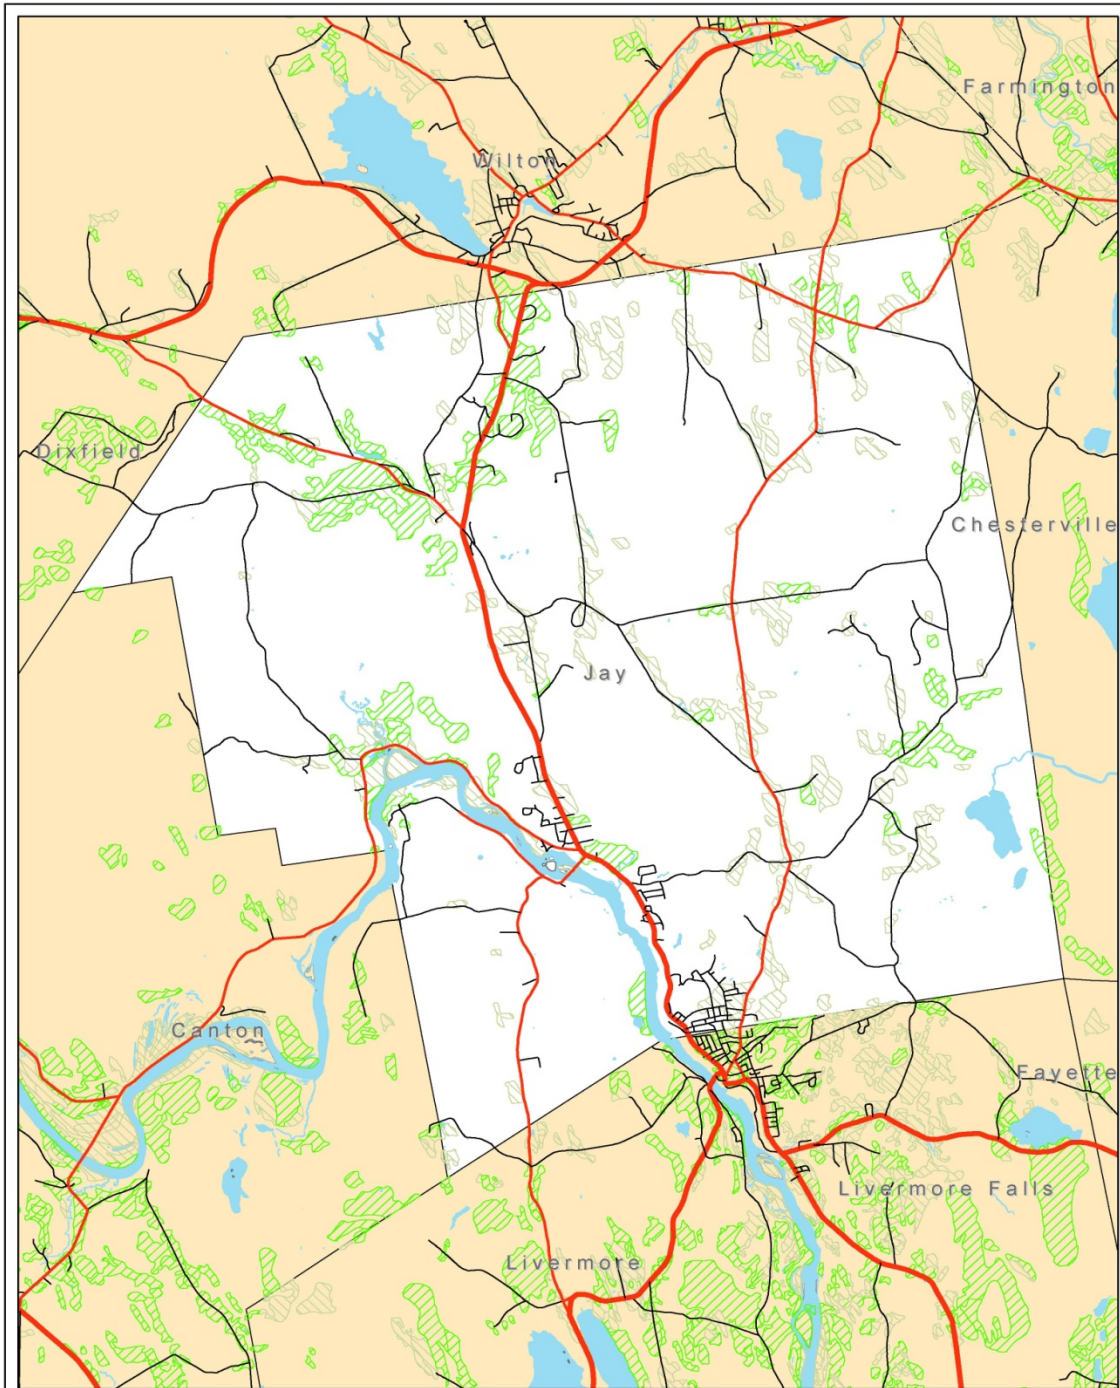 Farmington
Wilton
Dixfield
Chesterville
Jay
Canton
Fayette
Livermore Falls
Livermore